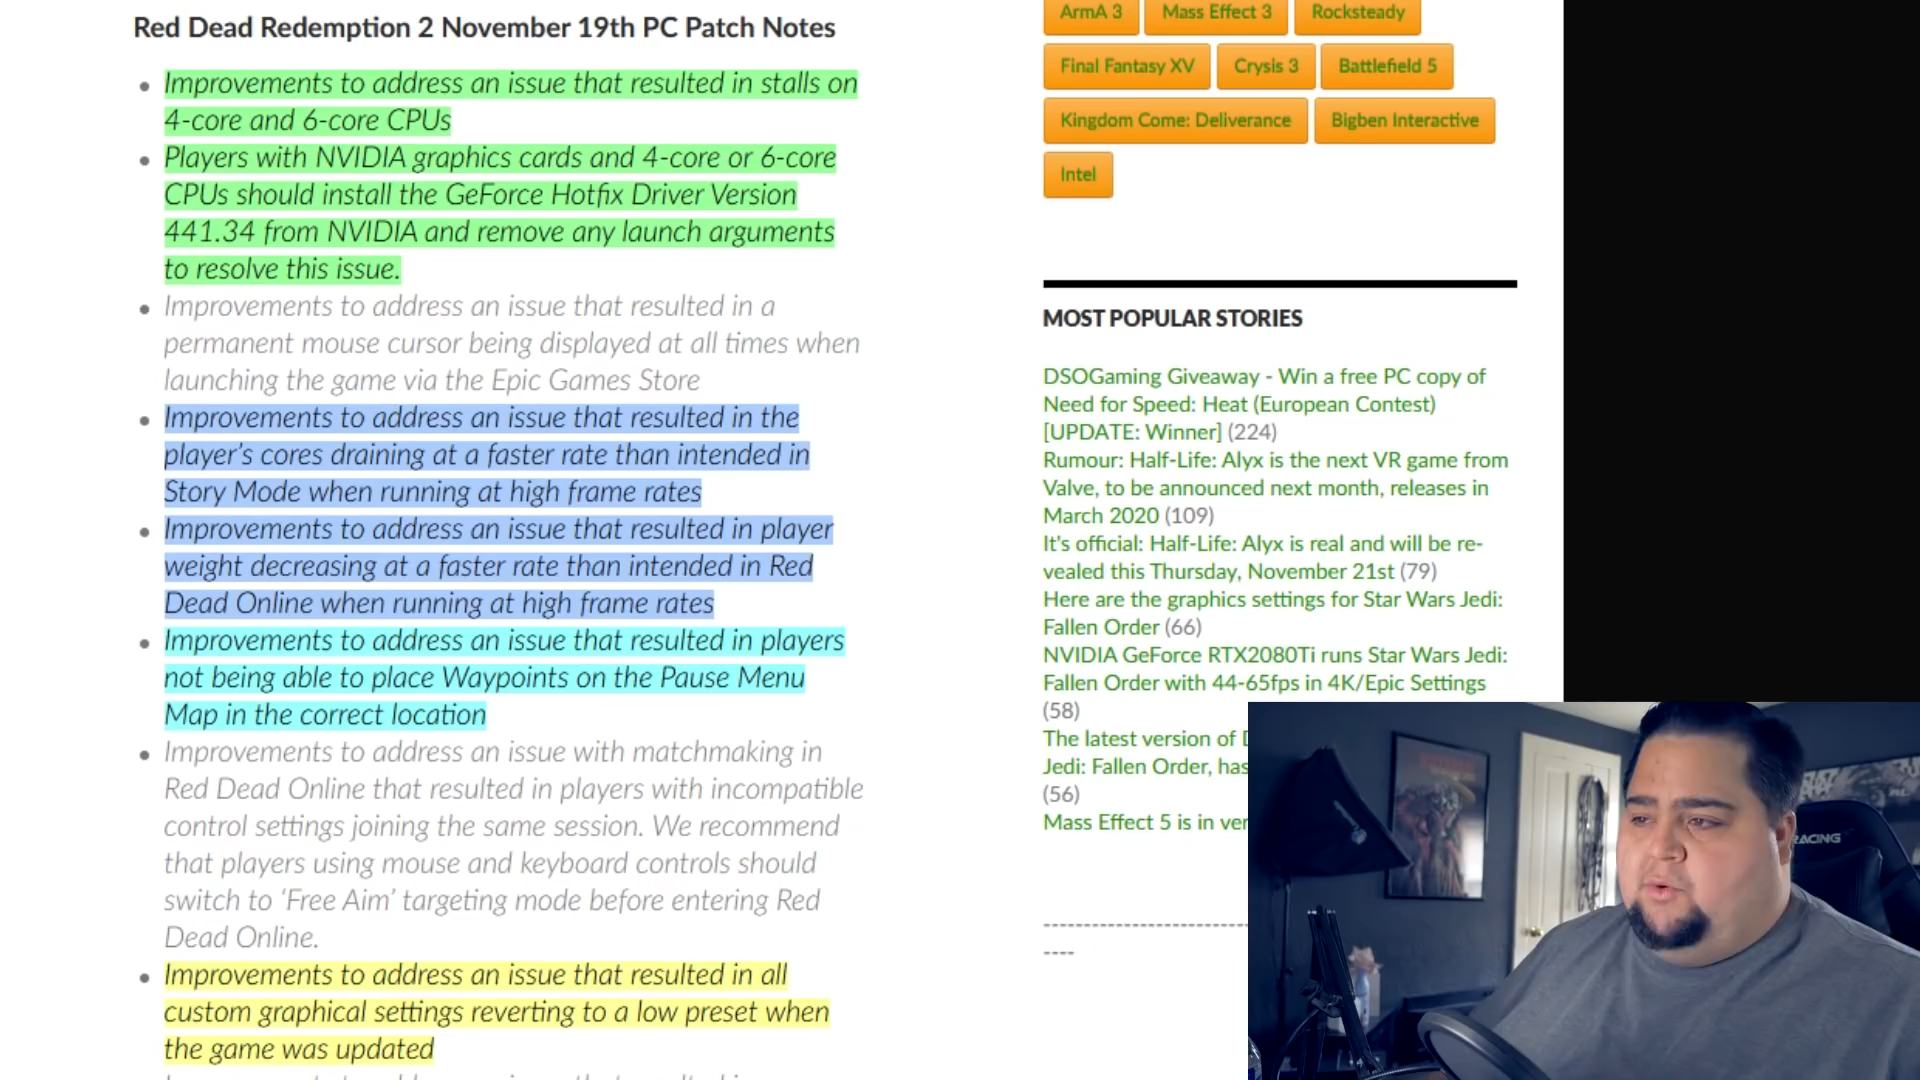 Red Dead Redemption 2 November 19th PC Patch Notes
Improvements to address an issue that resulted in stalls on
4-core and 6-core CPUs
Players with NVIDIA graphics cards and 4-core or 6-core
CPUs should install the GeForce Hotfix Driver Version
441.34 from NVIDIA and remove any launch arguments
to resolve this issue.
Improvements to address an issue that resulted in a
permanent mouse cursor being displayed at all times when
launching the game via the Epic Games Store
Improvements to address an issue that resulted in the
player’s cores draining at a faster rate than intended in
Story Mode when running at high frame rates
Improvements to address an issue that resulted in player
weight decreasing at a faster rate than intended in Red
Dead Online when running at high frame rates
Improvements to address an issue that resulted in players
not being able to place Waypoints on the Pause Menu
Map in the correct location
Improvements to address an issue with matchmaking in
Red Dead Online that resulted in players with incompatible
control settings joining the same session. We recommend
that players using mouse and keyboard controls should
switch to ‘Free Aim’ targeting mode before entering Red
Dead Online.
Improvements to address an issue that resulted in all
custom graphical settings reverting to a low preset when
the game was updated
ArmA 3 Mass Effect 3 Rocksteady
Final Fantasy XV Crysis 3 Battlefield 5
Kingdom Come: Deliverance Bigben Interactive
Intel
MOST POPULAR STORIES
DSOGaming Giveaway - Win a free PC copy of
Need for Speed: Heat (European Contest)
[UPDATE: Winner] (224)
Rumour: Half-Life: Alyx is the next VR game from
Valve, to be announced next month, releases in
March 2020 (109)
It's official: Half-Life: Alyx is real and will be re-
vealed this Thursday, November 21st (79)
Here are the graphics settings for Star Wars Jedi:
Fallen Order (66)
NVIDIA GeForce RTX2080Ti runs Star Wars Jedi:
Fallen Order with 44-65fps in 4K/Epic Settings
(58)
The latest version of
Jedi: Fallen Order, has
(56)
Mass Effect 5 is in
RACING